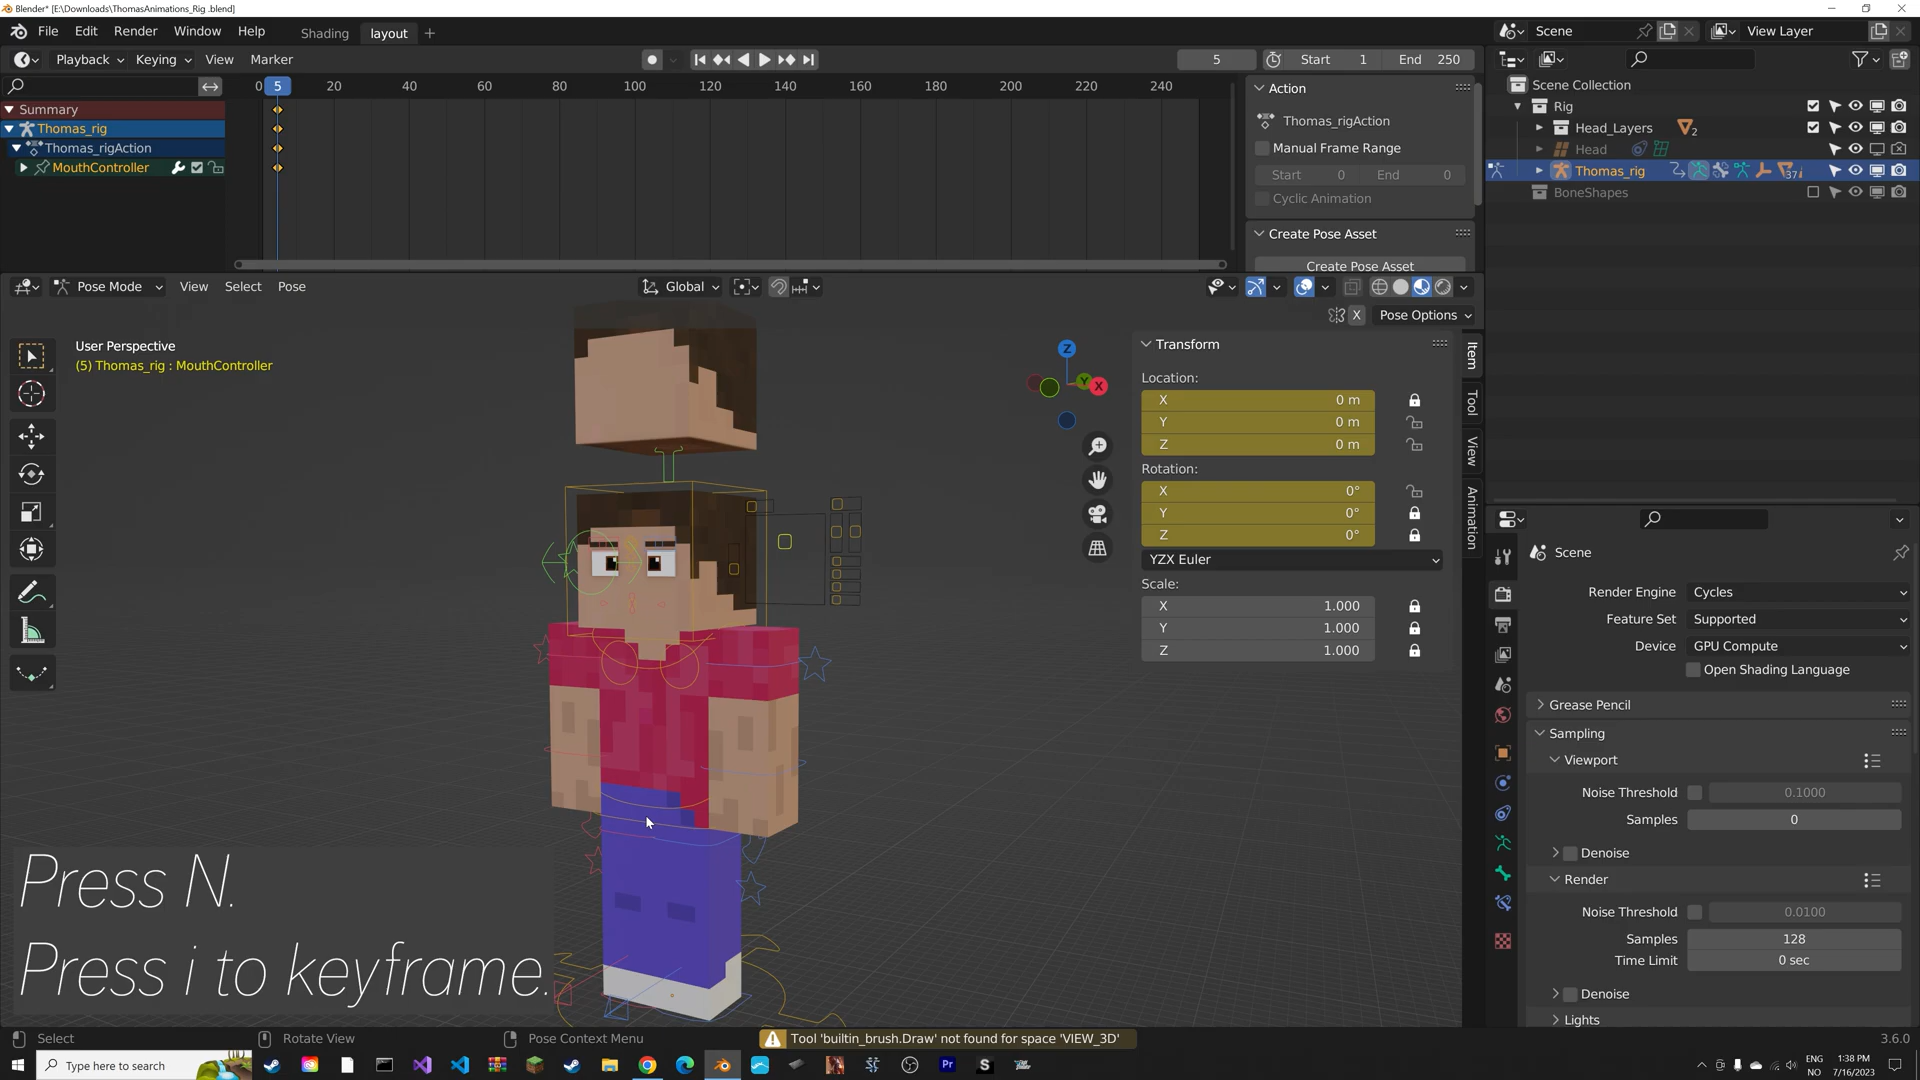 Blender* [E:\Downloads\ThomasAnimations_Rig .blend]
File Edit Render Window Help Shading layout + Scene View Layer
Playback Keying View Marker 5 Start 1 End 250
0 5 20 40 60 80 100 120 140 160 180 200 220 240
Summary
Thomas_rig
Thomas_rigAction
MouthController
Action
Thomas_rigAction
Manual Frame Range
Start 0 End 0
Cyclic Animation
Create Pose Asset
Create Pose Asset
Scene Collection
Rig
Head_Layers 2
Head
Thomas_rig 37
BoneShapes
Pose Mode View Select Pose Global
X Pose Options
User Perspective
(5) Thomas_rig : MouthController
Z
Y
X
Transform
Location:
X 0 m
Y 0 m
Z 0 m
Rotation:
X 0°
Y 0°
Z 0°
YZX Euler
Scale:
X 1.000
Y 1.000
Z 1.000
Item
Tool
View
Animation
Scene
Render Engine Cycles
Feature Set Supported
Device GPU Compute
Open Shading Language
Grease Pencil
Sampling
Viewport
Noise Threshold 0.1000
Samples 0
Denoise
Render
Noise Threshold 0.0100
Samples 128
Time Limit 0 sec
Denoise
Lights
Press N.
Press i to keyframe.
Select Rotate View Pose Context Menu Tool 'builtin_brush.Draw' not found for space 'VIEW_3D' 3.6.0
Type here to search
Pr
S
ENG
NO
1:38 PM
7/16/2023